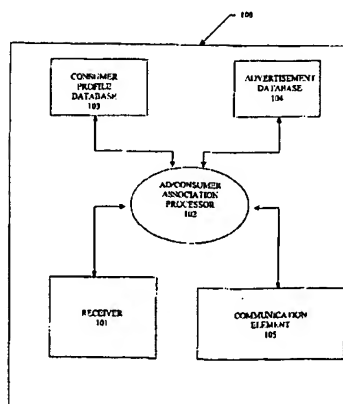 100
CONSUMER
PROFILE
DATABASE
103
ADVERTISEMENT
DATABASE
104
AD/CONSUMER
ASSOCIATION
PROCESSOR
102
RECEIVER
101
COMMUNICATION
ELEMENT
105